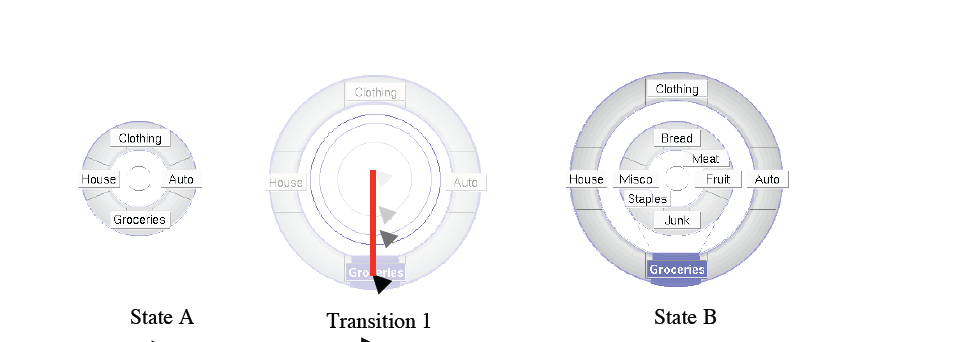 Clothing
House
Auto
Groceries
State A
Clothing
House
Auto
Groceries
Transition 1
Clothing
Bread
Meat
House
Misco
Fruit
Auto
Staples
Junk
Groceries
State B